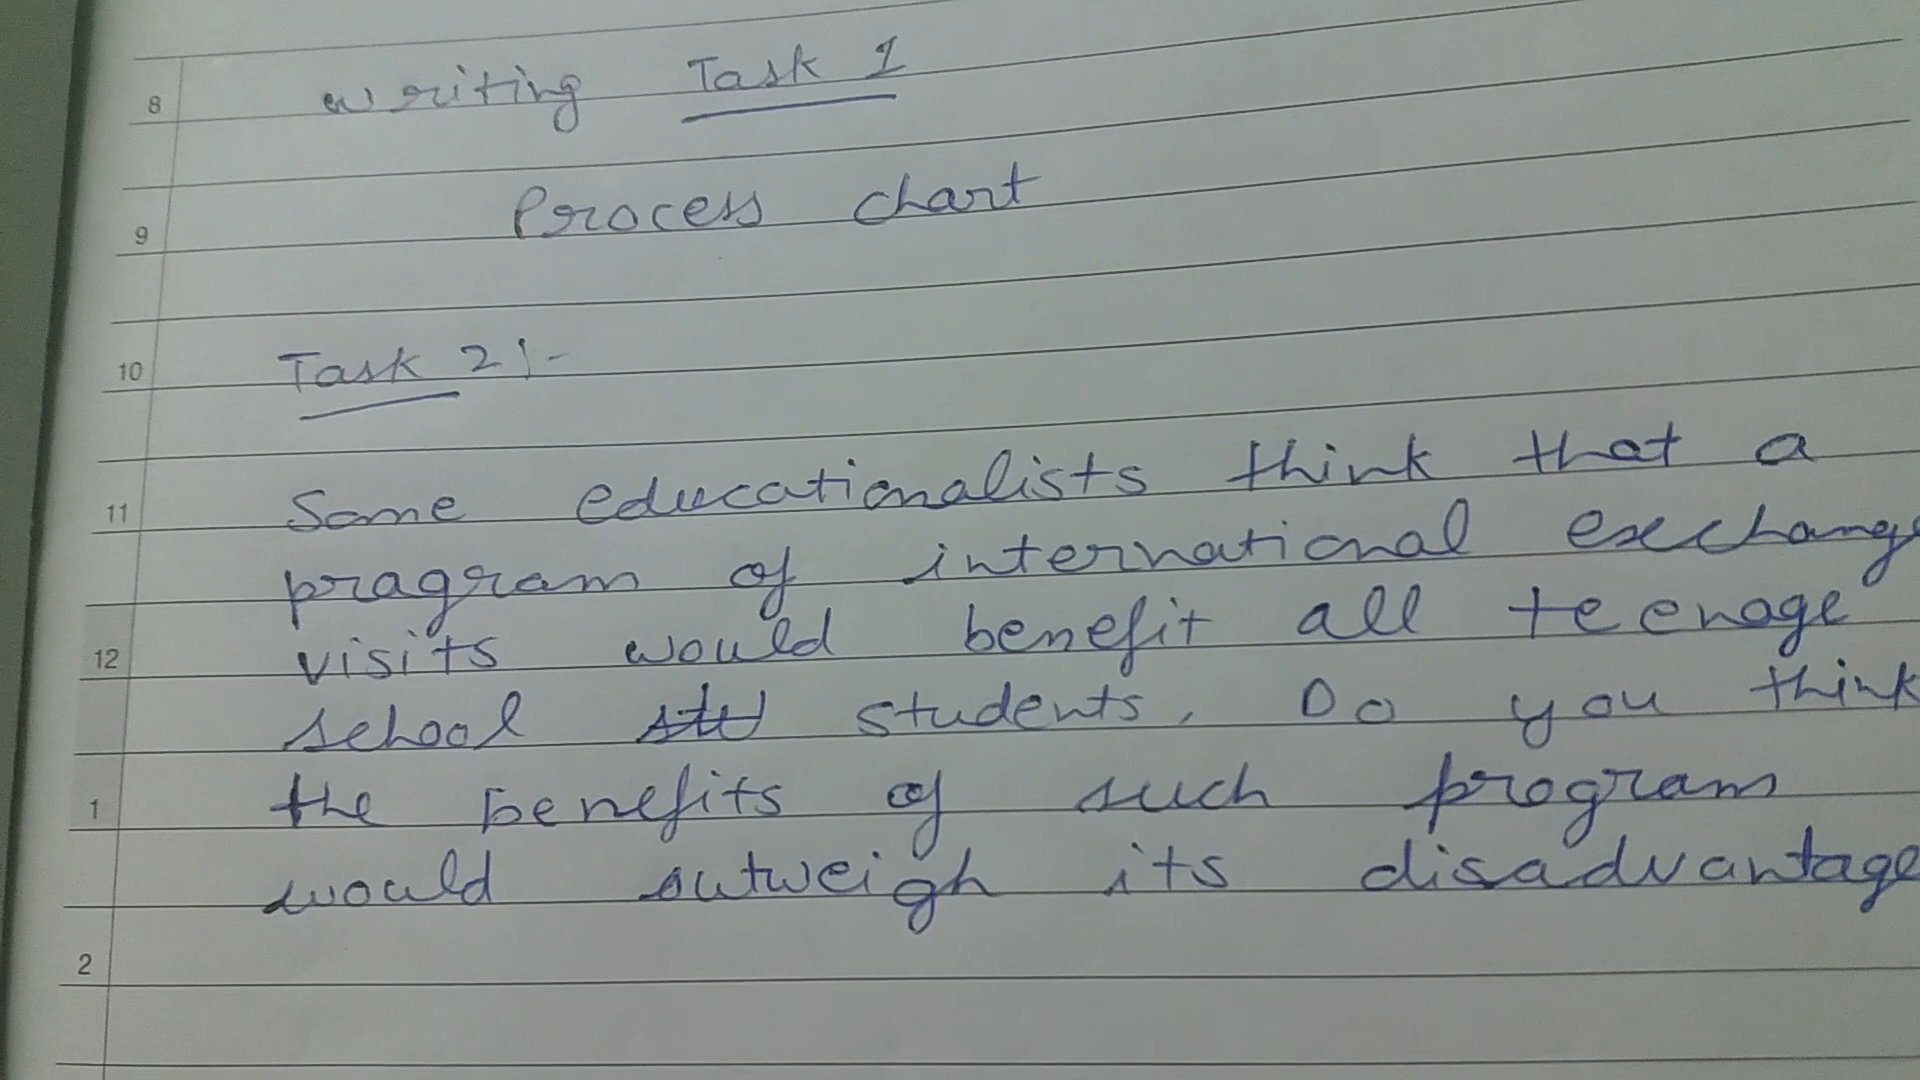 8 writing Task 1
9 Process chart
10 Task 2:-
11 Some educationalists think that a
program of international exchange
12 visits would benefit all teenage
school students. Do you think
1 the benefits of such program
would outweigh its disadvantage
2